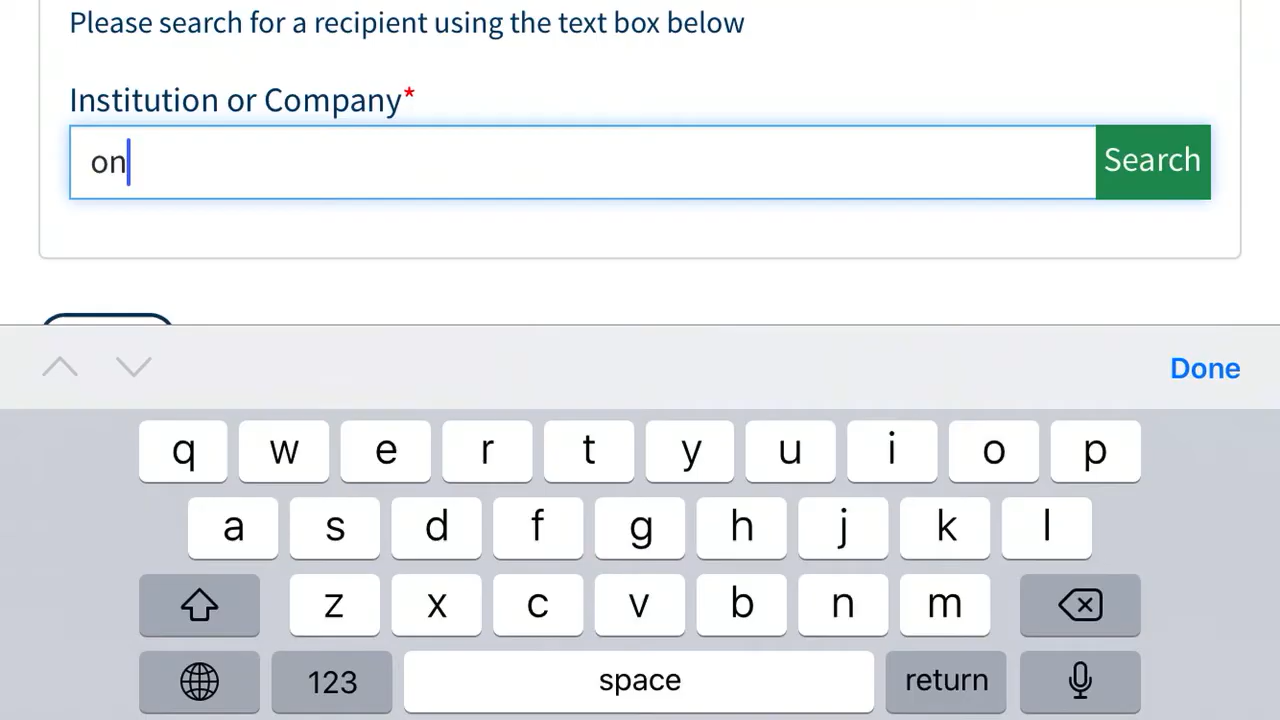 Please search for a recipient using the text box below
Institution or Company*
on
Search
Done
q w e r t y u i o p
a s d f g h j k l
z x c v b n m
123 space return